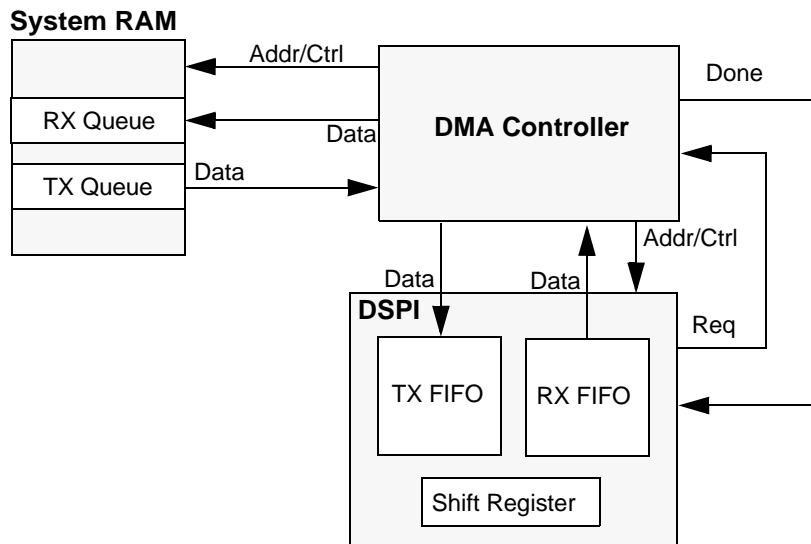 System RAM
Addr/Ctrl
Done
RX Queue
Data
DMA Controller
TX Queue
Data
Addr/Ctrl
Data
Data
DSPI
Req
TX FIFO
RX FIFO
Shift Register